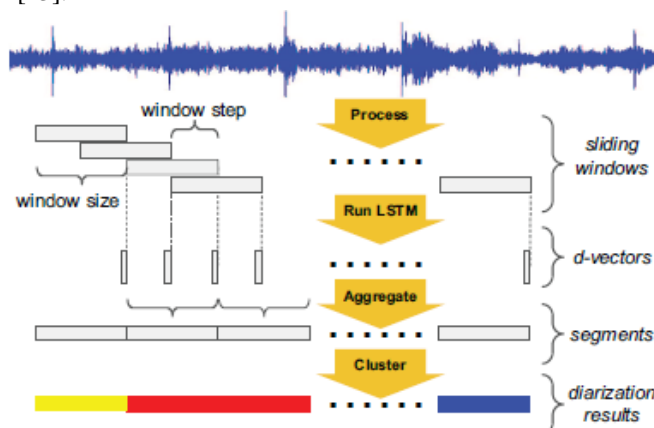 window step
Process
sliding
windows
window size
Run LSTM
d-vectors
Aggregate
segments
Cluster
diarization
results